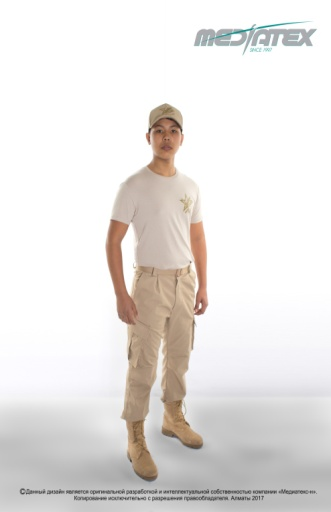 MEDIATEX
SINCE 1997
©Данный дизайн является оригинальной разработкой и интеллектуальной собственностью компании «Медиатекс-н».
Копирование исключительно с разрешения правообладателя. Алматы 2017